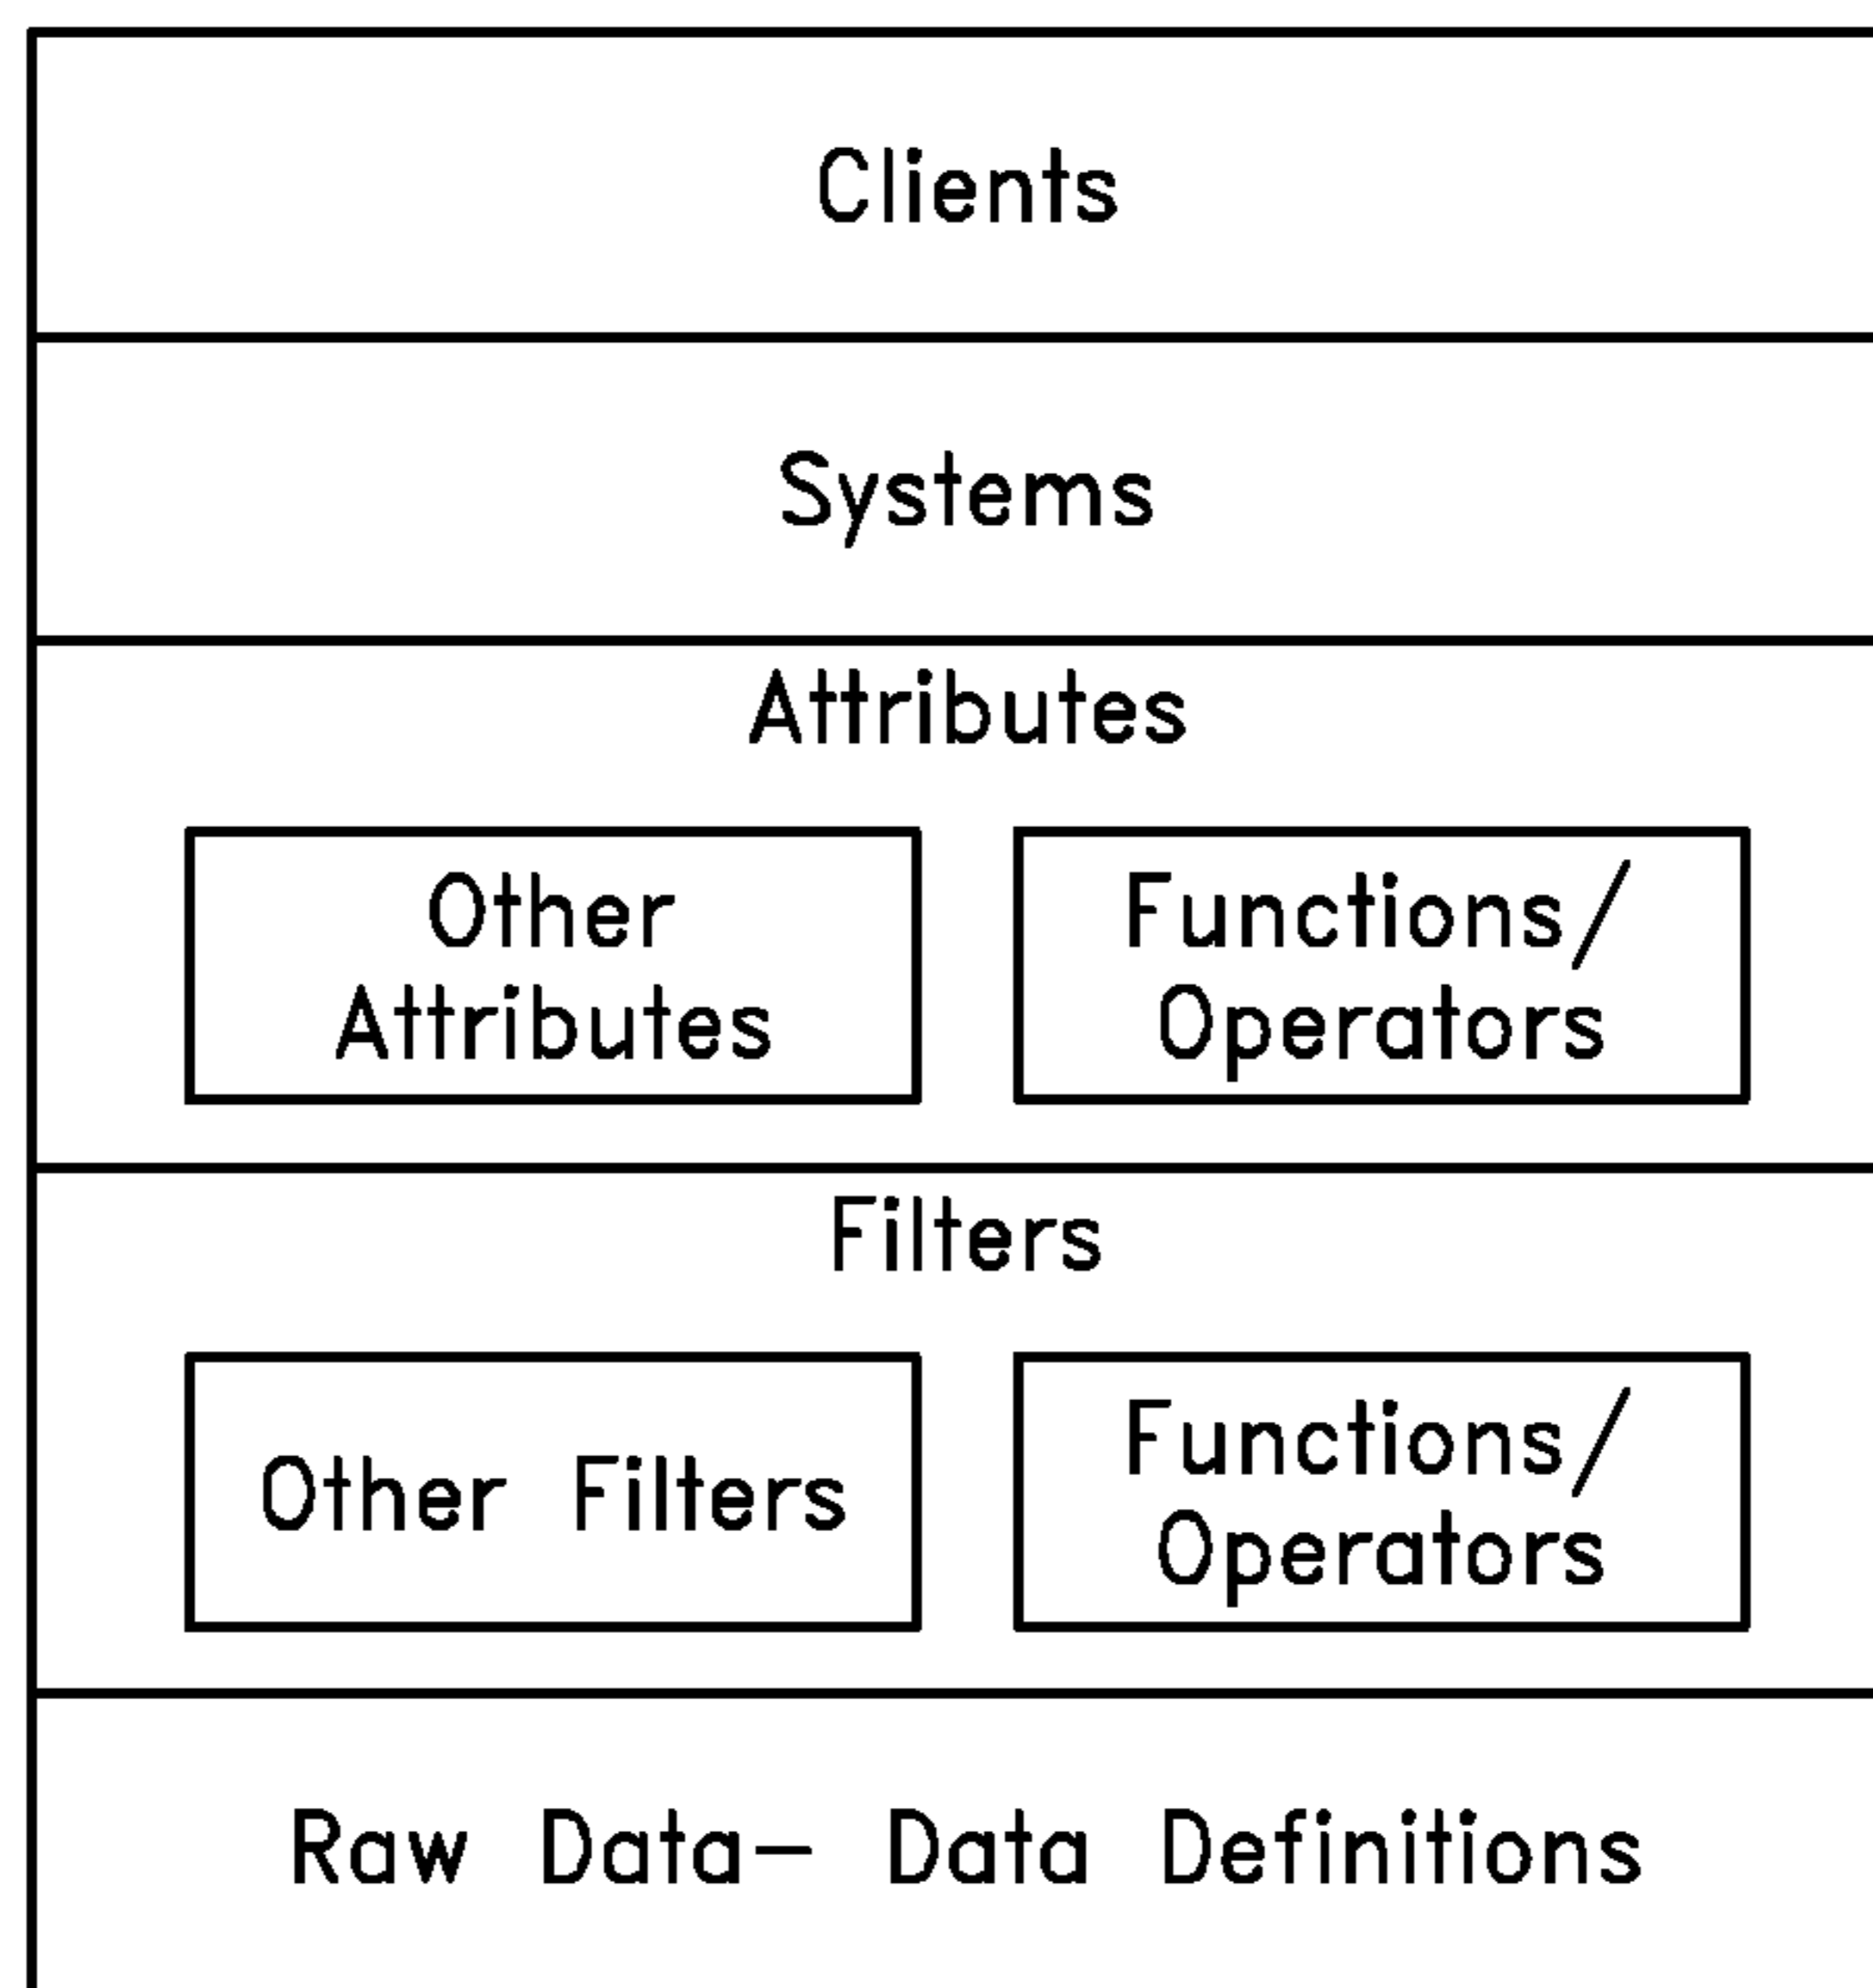 Clients
Systems
Attributes
Other
Attributes
Functions/
Operators
Filters
Other Filters
Functions/
Operators
Raw Data- Data Definitions